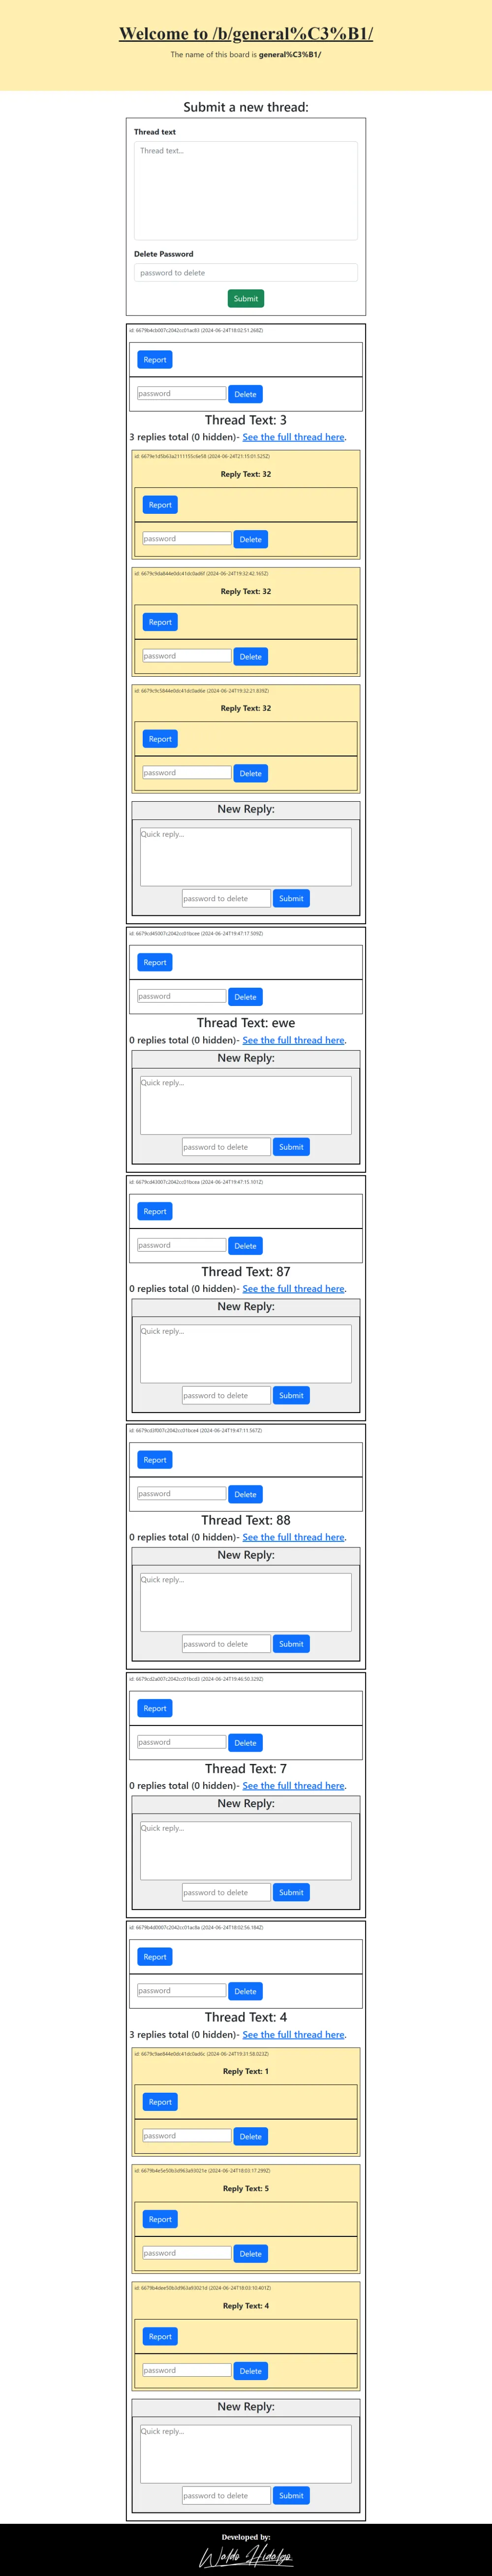 Welcome to /b/general%C3%B1/
The name of this board is general%C3%B1/
Submit a new thread:
Thread text
Thread text...
Delete Password
password to delete
Submit
id: 6679b4cb007c2042cc01ac83 (2024-06-24T18:02:51.268Z)
Report
password Delete
Thread Text: 3
3 replies total (0 hidden)- See the full thread here.
id: 6679e1d5b63a2111155c6e58 (2024-06-24T21:15:01.525Z)
Reply Text: 32
Report
password Delete
id: 6679c9da844e0dc41dc0ad6f (2024-06-24T19:32:42.165Z)
Reply Text: 32
Report
password Delete
id: 6679c9c5844e0dc41dc0ad6e (2024-06-24T19:32:21.839Z)
Reply Text: 32
Report
password Delete
New Reply:
Quick reply...
password to delete Submit
id: 6679cd45007c2042cc01bcee (2024-06-24T19:47:17.509Z)
Report
password Delete
Thread Text: ewe
0 replies total (0 hidden)- See the full thread here.
New Reply:
Quick reply...
password to delete Submit
id: 6679cd43007c2042cc01bcea (2024-06-24T19:47:15.101Z)
Report
password Delete
Thread Text: 87
0 replies total (0 hidden)- See the full thread here.
New Reply:
Quick reply...
password to delete Submit
id: 6679cd3f007c2042cc01bce4 (2024-06-24T19:47:11.567Z)
Report
password Delete
Thread Text: 88
0 replies total (0 hidden)- See the full thread here.
New Reply:
Quick reply...
password to delete Submit
id: 6679cd2a007c2042cc01bcd3 (2024-06-24T19:46:50.329Z)
Report
password Delete
Thread Text: 7
0 replies total (0 hidden)- See the full thread here.
New Reply:
Quick reply...
password to delete Submit
id: 6679b4d0007c2042cc01ac8a (2024-06-24T18:02:56.184Z)
Report
password Delete
Thread Text: 4
3 replies total (0 hidden)- See the full thread here.
id: 6679c9ae844e0dc41dc0ad6c (2024-06-24T19:31:58.023Z)
Reply Text: 1
Report
password Delete
id: 6679b4e5e50b3d963a93021e (2024-06-24T18:03:17.299Z)
Reply Text: 5
Report
password Delete
id: 6679b4dee50b3d963a93021d (2024-06-24T18:03:10.401Z)
Reply Text: 4
Report
password Delete
New Reply:
Quick reply...
password to delete Submit
Developed by:
Waldo Hidalgo